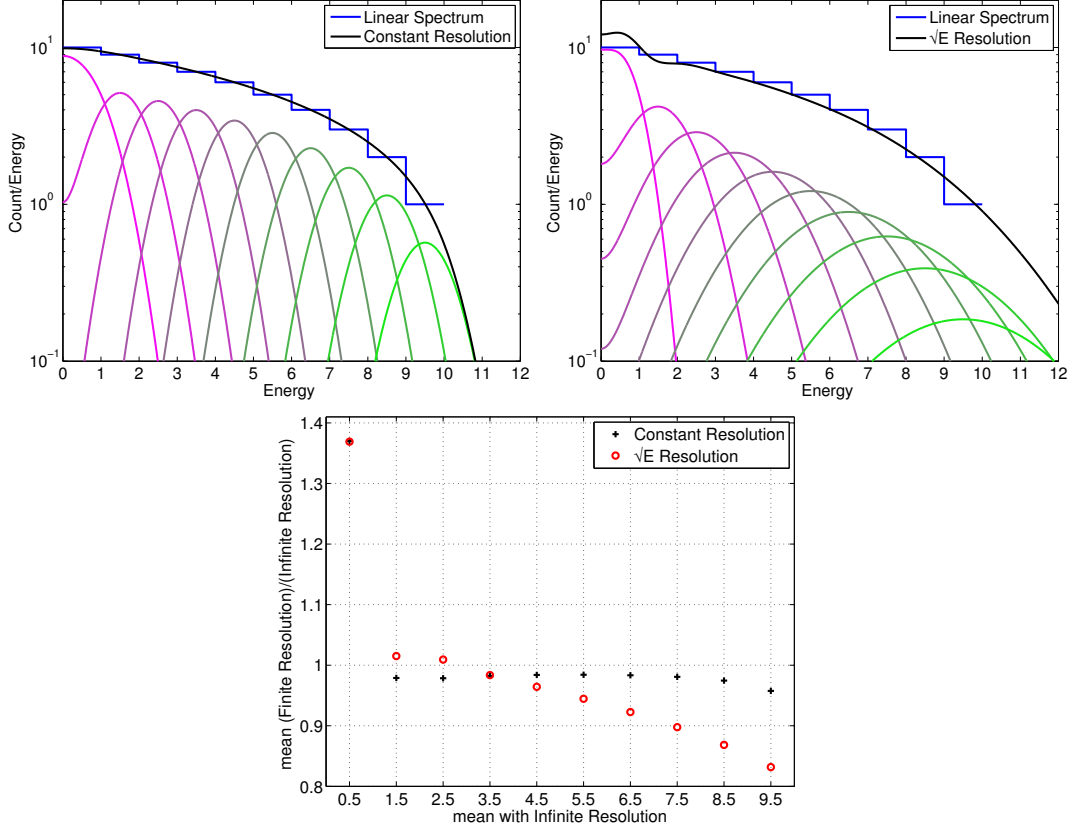 Linear Spectrum
Constant Resolution
Count/Energy
10^1
10^0
10^-1
0 1 2 3 4 5 6 7 8 9 10 11 12
Energy
Linear Spectrum
√E Resolution
Count/Energy
10^1
10^0
10^-1
0 1 2 3 4 5 6 7 8 9 10 11 12
Energy
Constant Resolution
√E Resolution
mean (Finite Resolution)/(Infinite Resolution)
1.4
1.3
1.2
1.1
1
0.9
0.8
0.5 1.5 2.5 3.5 4.5 5.5 6.5 7.5 8.5 9.5
mean with Infinite Resolution